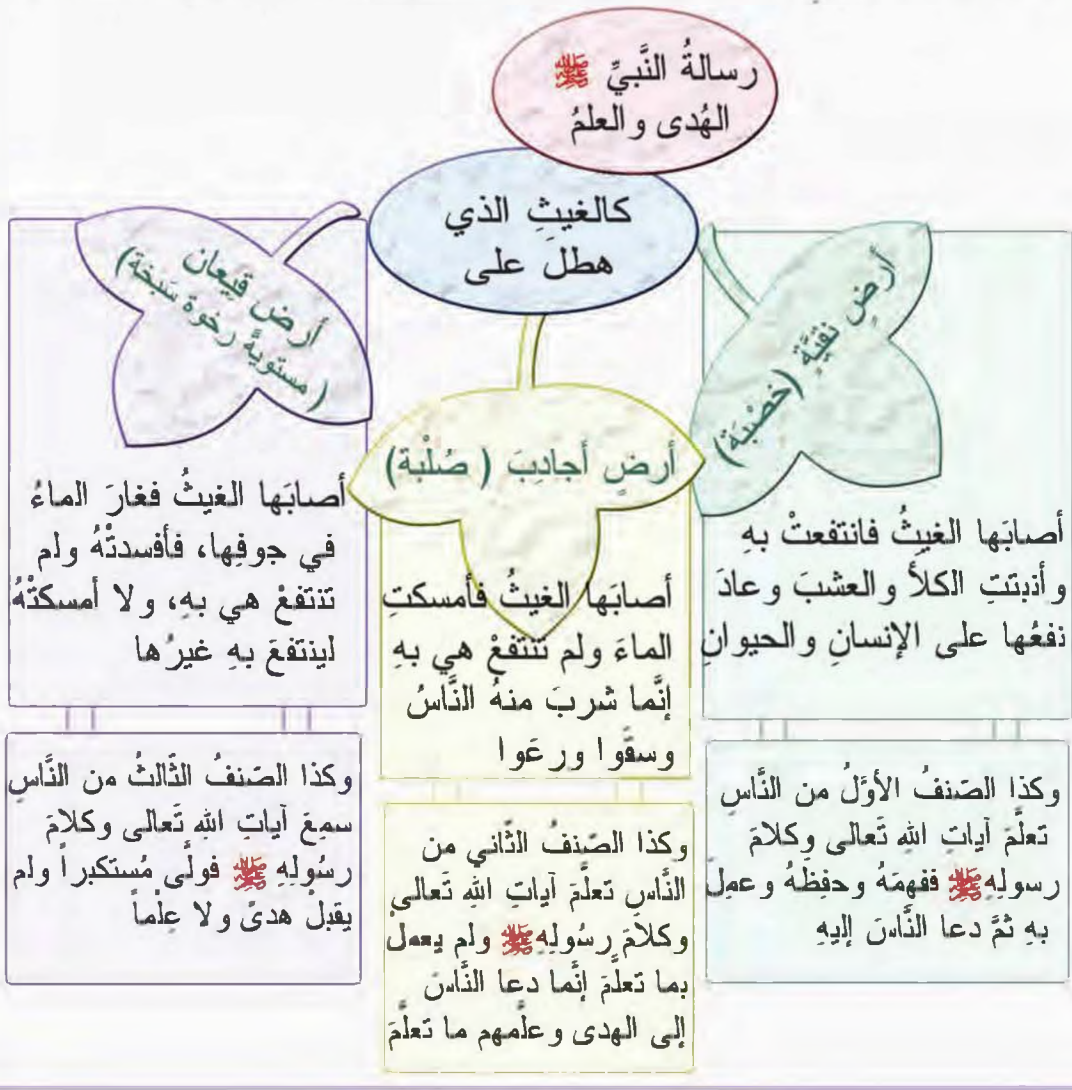 رسالةُ النَّبيِّ ﷺ
الهُدى والعلمُ
كالغيثِ الذي
هطلَ على
أرضٍ نقيَّةٍ (خصْبَة)
أصابَها الغيثُ فانتفعتْ بهِ
وأنبتتِ الكلأَ والعشبَ وعادَ
نفعُها على الإنسانِ والحيوانِ
وكذا الصّنفُ الأوَّلُ من النَّاسِ
تعلَّمَ آياتِ اللهِ تَعالى وكلامَ
رسولِهِ ﷺ ففهِمَهُ وحفِظَهُ وعمِلَ
بهِ ثمَّ دعا النَّاسَ إليهِ
أرضٍ أجادِبَ ( صُلْبة)
أصابَها الغيثُ فأمسكتِ
الماءَ ولم تنتفعْ هي بهِ
إنَّما شربَ منهُ النَّاسُ
وسقَوا ورعَوا
وكذا الصّنفُ الثّاني من
النَّاسِ تعلَّمَ آياتِ اللهِ تَعالى
وكلامَ رسُولِهِ ﷺ ولم يعملْ
بما تعلَّمَ إنَّما دعا النَّاسَ
إلى الهدى وعلَّمهم ما تعلَّمَ
أرض قيعان
(مستويةً رخوة سَبخة)
أصابَها الغيثُ فغارَ الماءُ
في جوفِها، فأفسدتْهُ ولم
تنتفعْ هي بهِ، ولا أمسكتْهُ
لينتفعَ بهِ غيرُها
وكذا الصّنفُ الثّالثُ من النَّاسِ
سمِعَ آياتِ اللهِ تَعالى وكلامَ
رسُولِهِ ﷺ فولَّى مُستكبراً ولم
يقبلْ هدىً ولا عِلْماً